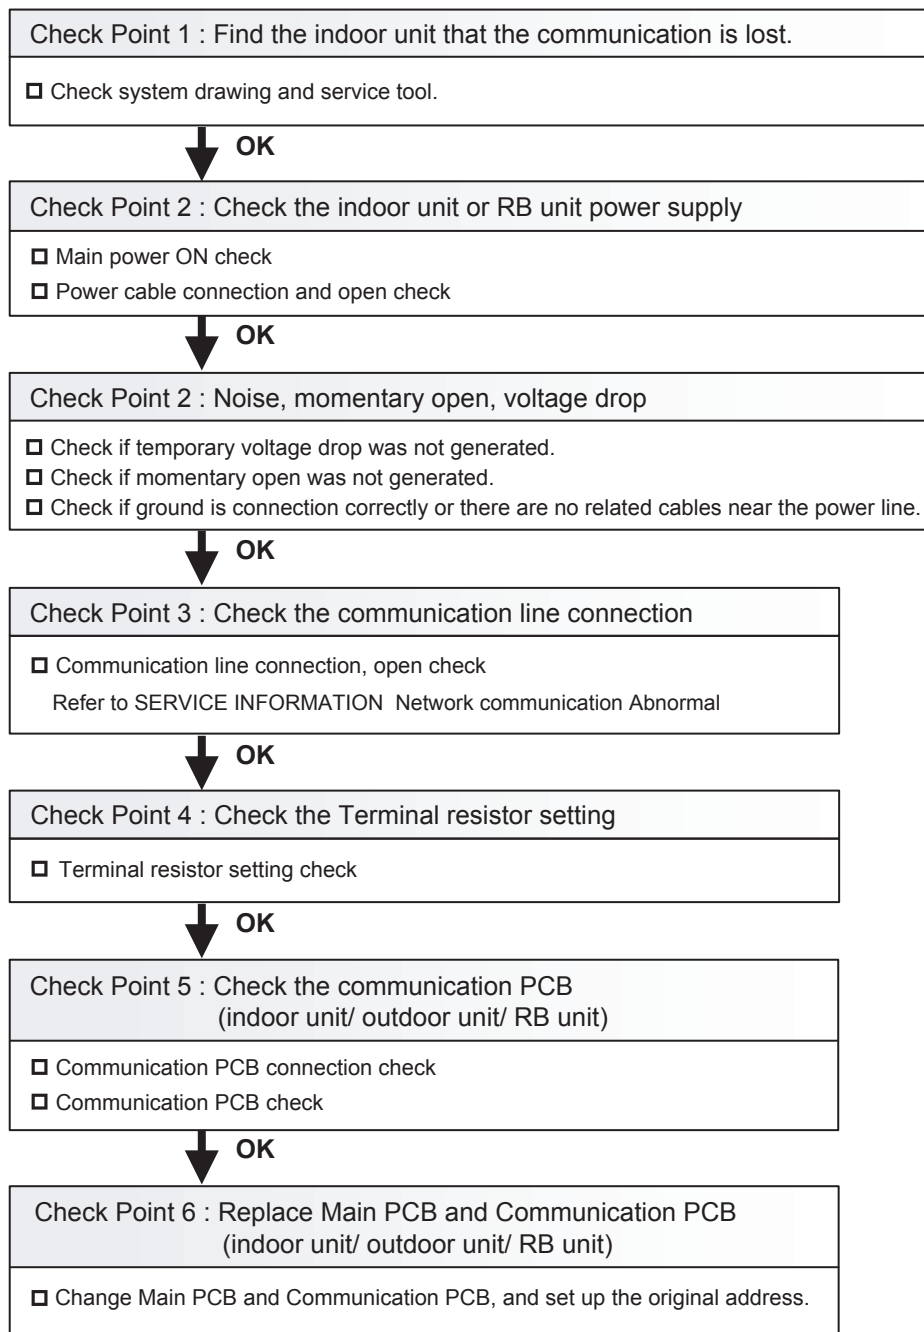 Check Point 1 : Find the indoor unit that the communication is lost.
Check system drawing and service tool.
OK
Check Point 2 : Check the indoor unit or RB unit power supply
Main power ON check
Power cable connection and open check
OK
Check Point 2 : Noise, momentary open, voltage drop
Check if temporary voltage drop was not generated.
Check if momentary open was not generated.
Check if ground is connection correctly or there are no related cables near the power line.
OK
Check Point 3 : Check the communication line connection
Communication line connection, open check
Refer to SERVICE INFORMATION Network communication Abnormal
OK
Check Point 4 : Check the Terminal resistor setting
Terminal resistor setting check
OK
Check Point 5 : Check the communication PCB
(indoor unit/ outdoor unit/ RB unit)
Communication PCB connection check
Communication PCB check
OK
Check Point 6 : Replace Main PCB and Communication PCB
(indoor unit/ outdoor unit/ RB unit)
Change Main PCB and Communication PCB, and set up the original address.